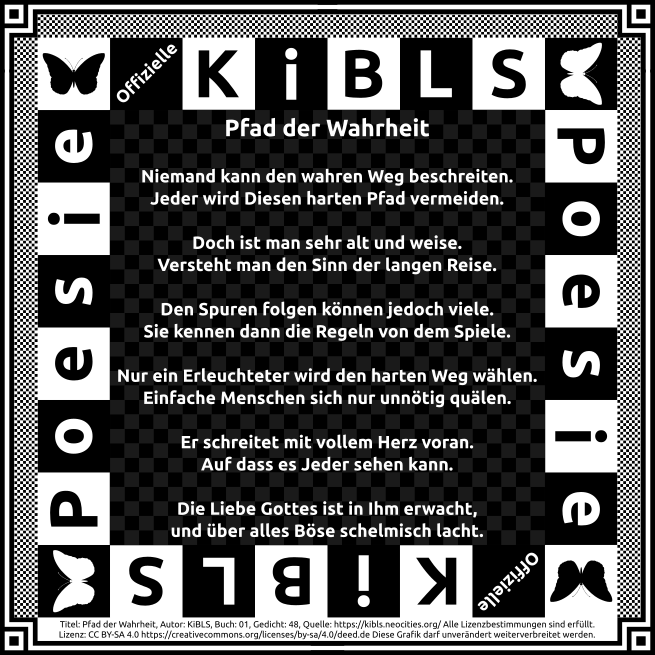 Offizielle
KiBLS
Poesie
Poesie
Pfad der Wahrheit
Niemand kann den wahren Weg beschreiten.
Jeder wird Diesen harten Pfad vermeiden.
Doch ist man sehr alt und weise.
Versteht man den Sinn der langen Reise.
Den Spuren folgen können jedoch viele.
Sie kennen dann die Regeln von dem Spiele.
Nur ein Erleuchteter wird den harten Weg wählen.
Einfache Menschen sich nur unnötig quälen.
Er schreitet mit vollem Herz voran.
Auf dass es Jeder sehen kann.
Die Liebe Gottes ist in Ihm erwacht,
und über alles Böse schelmisch lacht.
Offizielle
KiBLS
Titel: Pfad der Wahrheit, Autor: KiBLS, Buch: 01, Gedicht: 48, Quelle: https://kibls.neocities.org/ Alle Lizenzbestimmungen sind erfüllt.
Lizenz: CC BY-SA 4.0 https://creativecommons.org/licenses/by-sa/4.0/deed.de Diese Grafik darf unverändert weiterverbreitet werden.